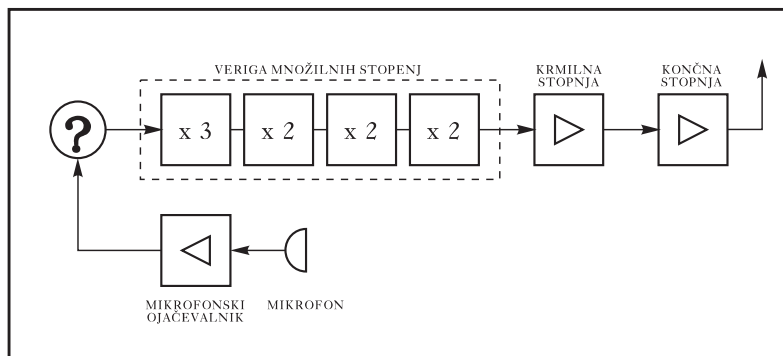 VERIGA MNOŽILNIH STOPENJ
KRMILNA
STOPNJA
KONČNA
STOPNJA
?
x 3
x 2
x 2
x 2
MIKROFONSKI
OJAČEVALNIK
MIKROFON